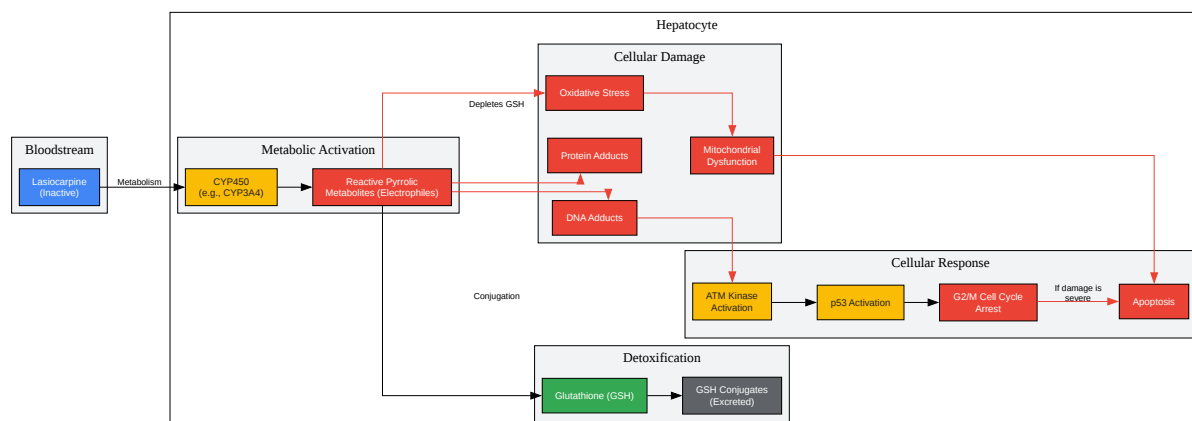 Hepatocyte
Cellular Damage
Oxidative Stress
Depletes GSH
Bloodstream
Metabolic Activation
Protein Adducts
Mitochondrial
Dysfunction
Lasiocarpine
(Inactive)
Metabolism
CYP450
(e.g., CYP3A4)
Reactive Pyrrolic
Metabolites (Electrophiles)
DNA Adducts
Cellular Response
Conjugation
ATM Kinase
Activation
p53 Activation
G2/M Cell Cycle
Arrest
If damage is
severe
Apoptosis
Detoxification
Glutathione (GSH)
GSH Conjugates
(Excreted)